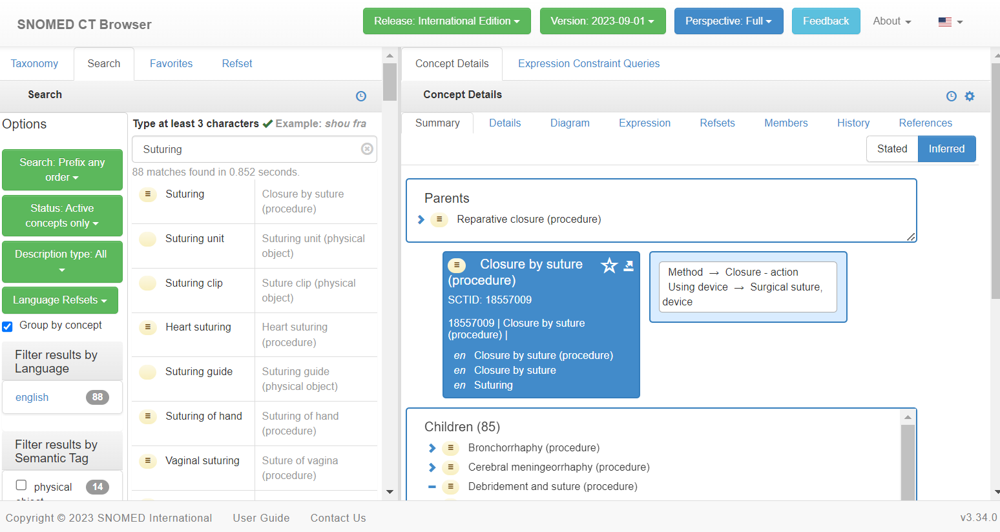 SNOMED CT Browser
Release: International Edition
Version: 2023-09-01
Perspective: Full
Feedback
About
Taxonomy
Search
Favorites
Refset
Search
Options
Search: Prefix any
order
Status: Active
concepts only
Description type: All
Language Refsets
Group by concept
Filter results by
Language
english 88
Filter results by
Semantic Tag
physical 14
Type at least 3 characters Example: shou fra
Suturing
88 matches found in 0.852 seconds.
Suturing
Closure by suture
(procedure)
Suturing unit
Suturing unit (physical
object)
Suturing clip
Suture clip (physical
object)
Heart suturing
Heart suturing
(procedure)
Suturing guide
Suturing guide
(physical object)
Suturing of hand
Suturing of hand
(procedure)
Vaginal suturing
Suture of vagina
(procedure)
Concept Details
Expression Constraint Queries
Concept Details
Summary
Details
Diagram
Expression
Refsets
Members
History
References
Stated
Inferred
Parents
Reparative closure (procedure)
Closure by suture
(procedure)
SCTID: 18557009
18557009 | Closure by suture
(procedure) |
en Closure by suture (procedure)
en Closure by suture
en Suturing
Method → Closure - action
Using device → Surgical suture,
device
Children (85)
Bronchorrhaphy (procedure)
Cerebral meningeorrhaphy (procedure)
Debridement and suture (procedure)
Copyright © 2023 SNOMED International
User Guide
Contact Us
v3.34.0